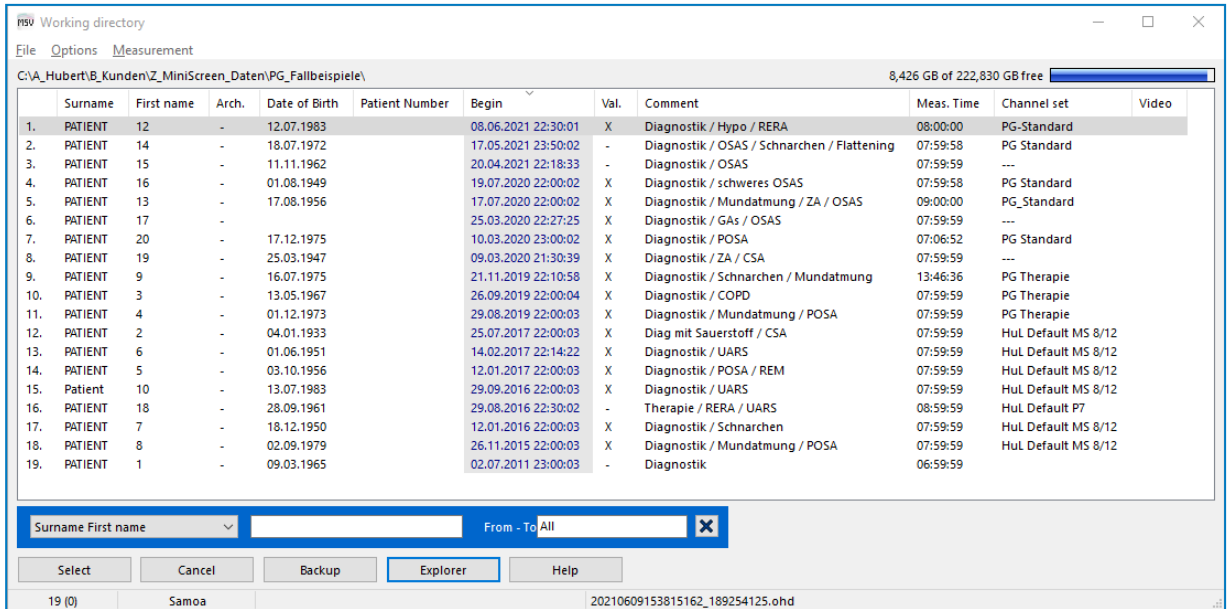 MSV Working directory
File Options Measurement
C:\A_Hubert\B_Kunden\Z_MiniScreen_Daten\PG_Fallbeispiele\ 8,426 GB of 222,830 GB free
Surname First name Arch. Date of Birth Patient Number Begin Val. Comment Meas. Time Channel set Video
1. PATIENT 12 - 12.07.1983 08.06.2021 22:30:01 X Diagnostik / Hypo / RERA 08:00:00 PG-Standard
2. PATIENT 14 - 18.07.1972 17.05.2021 23:50:02 - Diagnostik / OSAS / Schnarchen / Flattening 07:59:58 PG Standard
3. PATIENT 15 - 11.11.1962 20.04.2021 22:18:33 - Diagnostik / OSAS 07:59:59 ---
4. PATIENT 16 - 01.08.1949 19.07.2020 22:00:02 X Diagnostik / schweres OSAS 07:59:58 PG Standard
5. PATIENT 13 - 17.08.1956 17.07.2020 22:00:02 X Diagnostik / Mundatmung / ZA / OSAS 09:00:00 PG_Standard
6. PATIENT 17 - 25.03.2020 22:27:25 X Diagnostik / GAs / OSAS 07:59:59 ---
7. PATIENT 20 - 17.12.1975 10.03.2020 23:00:02 X Diagnostik / POSA 07:06:52 PG Standard
8. PATIENT 19 - 25.03.1947 09.03.2020 21:30:39 X Diagnostik / ZA / CSA 07:59:59 ---
9. PATIENT 9 - 16.07.1975 21.11.2019 22:10:58 X Diagnostik / Schnarchen / Mundatmung 13:46:36 PG Therapie
10. PATIENT 3 - 13.05.1967 26.09.2019 22:00:04 X Diagnostik / COPD 07:59:59 PG Therapie
11. PATIENT 4 - 01.12.1973 29.08.2019 22:00:03 X Diagnostik / Mundatmung / POSA 07:59:59 PG Therapie
12. PATIENT 2 - 04.01.1933 25.07.2017 22:00:03 X Diag mit Sauerstoff / CSA 07:59:59 HuL Default MS 8/12
13. PATIENT 6 - 01.06.1951 14.02.2017 22:14:22 X Diagnostik / UARS 07:59:59 HuL Default MS 8/12
14. PATIENT 5 - 03.10.1956 12.01.2017 22:00:03 X Diagnostik / POSA / REM 07:59:59 HuL Default MS 8/12
15. Patient 10 - 13.07.1983 29.09.2016 22:00:03 X Diagnostik / UARS 07:59:59 HuL Default MS 8/12
16. PATIENT 18 - 28.09.1961 29.08.2016 22:30:02 - Therapie / RERA / UARS 08:59:59 HuL Default P7
17. PATIENT 7 - 18.12.1950 12.01.2016 22:00:03 X Diagnostik / Schnarchen 07:59:59 HuL Default MS 8/12
18. PATIENT 8 - 02.09.1979 26.11.2015 22:00:03 X Diagnostik / Mundatmung / POSA 07:59:59 HuL Default MS 8/12
19. PATIENT 1 - 09.03.1965 02.07.2011 23:00:03 - Diagnostik 06:59:59
Surname First name From - To All
Select Cancel Backup Explorer Help
19 (0) Samoa 20210609153815162_189254125.ohd